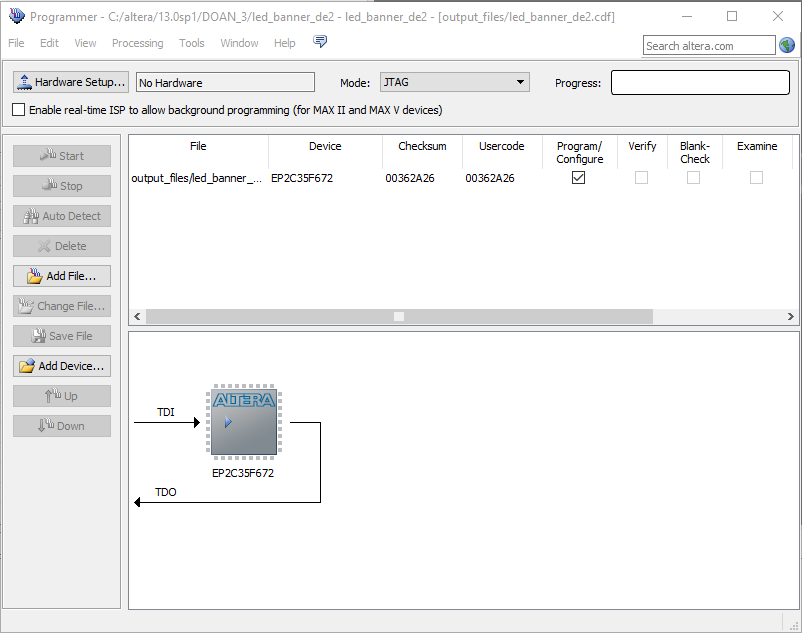 Programmer - C:/altera/13.0sp1/DOAN_3/led_banner_de2 - led_banner_de2 - [output_files/led_banner_de2.cdf]
File Edit View Processing Tools Window Help
Search altera.com
Hardware Setup... No Hardware Mode: JTAG Progress:
Enable real-time ISP to allow background programming (for MAX II and MAX V devices)
Start
Stop
Auto Detect
Delete
Add File...
Change File...
Save File
Add Device...
Up
Down
File Device Checksum Usercode Program/ Configure Verify Blank- Check Examine
output_files/led_banner_... EP2C35F672 00362A26 00362A26
TDI
ALTERA
EP2C35F672
TDO